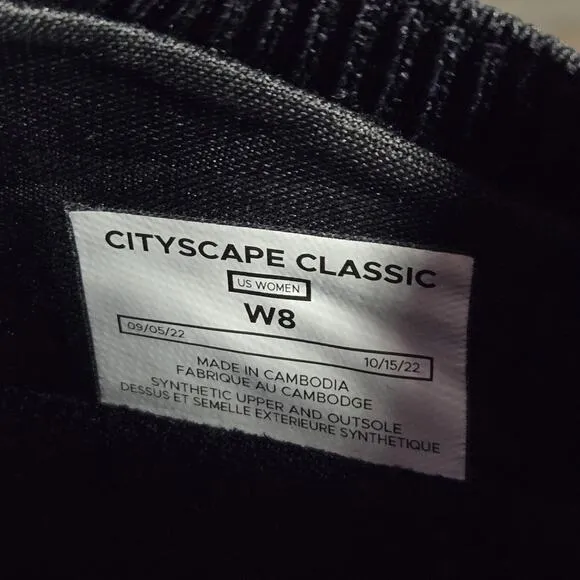 CITYSCAPE CLASSIC
US WOMEN
W8
09/05/22 10/15/22
MADE IN CAMBODIA
FABRIQUE AU CAMBODGE
SYNTHETIC UPPER AND OUTSOLE
DESSUS ET SEMELLE EXTERIEURE SYNTHETIQUE